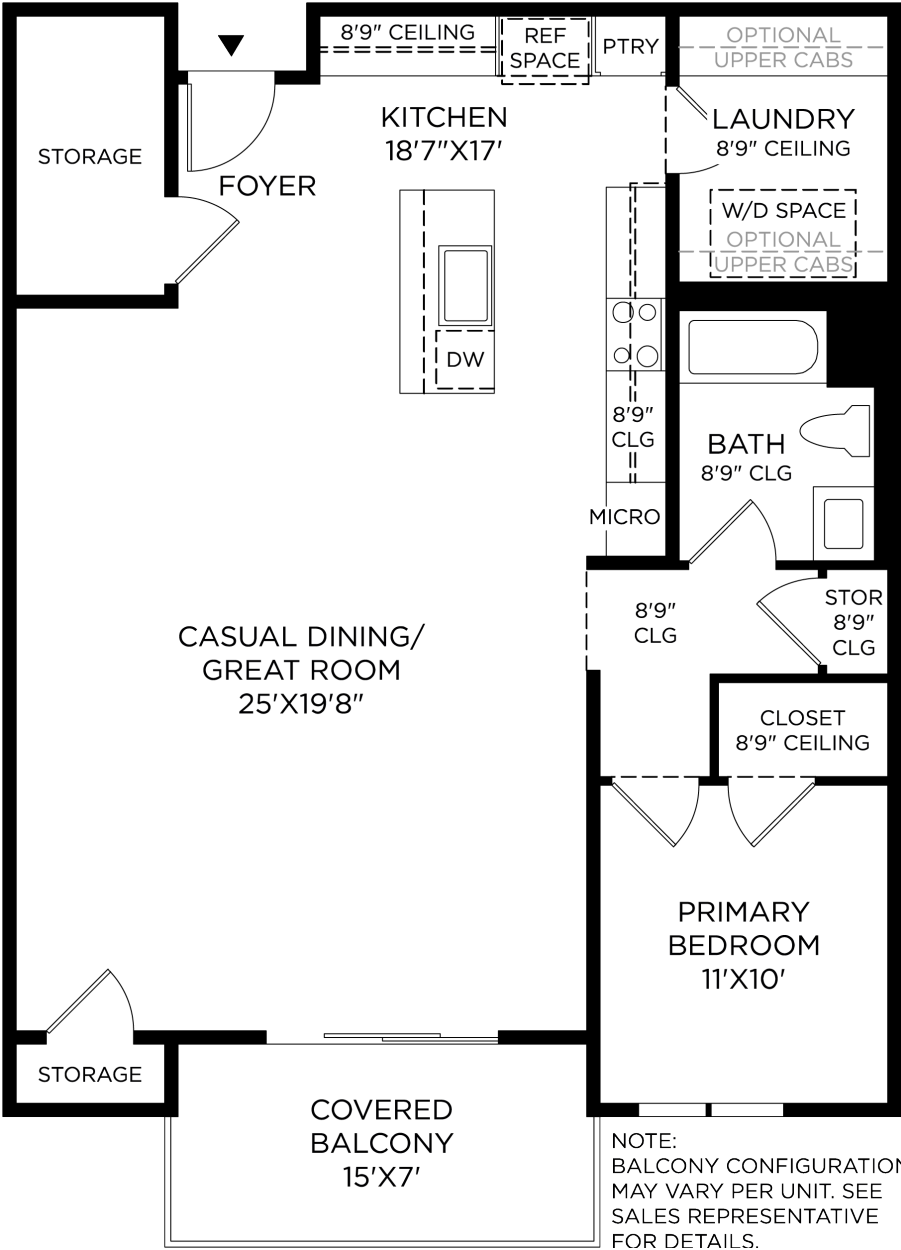 8'9" CEILING
REF
SPACE
PTRY
OPTIONAL
UPPER CABS
KITCHEN
18'7"X17'
LAUNDRY
8'9" CEILING
STORAGE
FOYER
W/D SPACE
OPTIONAL
UPPER CABS
DW
8'9"
CLG
BATH
8'9" CLG
MICRO
8'9"
CLG
STOR
8'9"
CLG
CASUAL DINING/
GREAT ROOM
25'X19'8"
CLOSET
8'9" CEILING
PRIMARY
BEDROOM
11'X10'
STORAGE
COVERED
BALCONY
15'X7'
NOTE:
BALCONY CONFIGURATION
MAY VARY PER UNIT. SEE
SALES REPRESENTATIVE
FOR DETAILS.